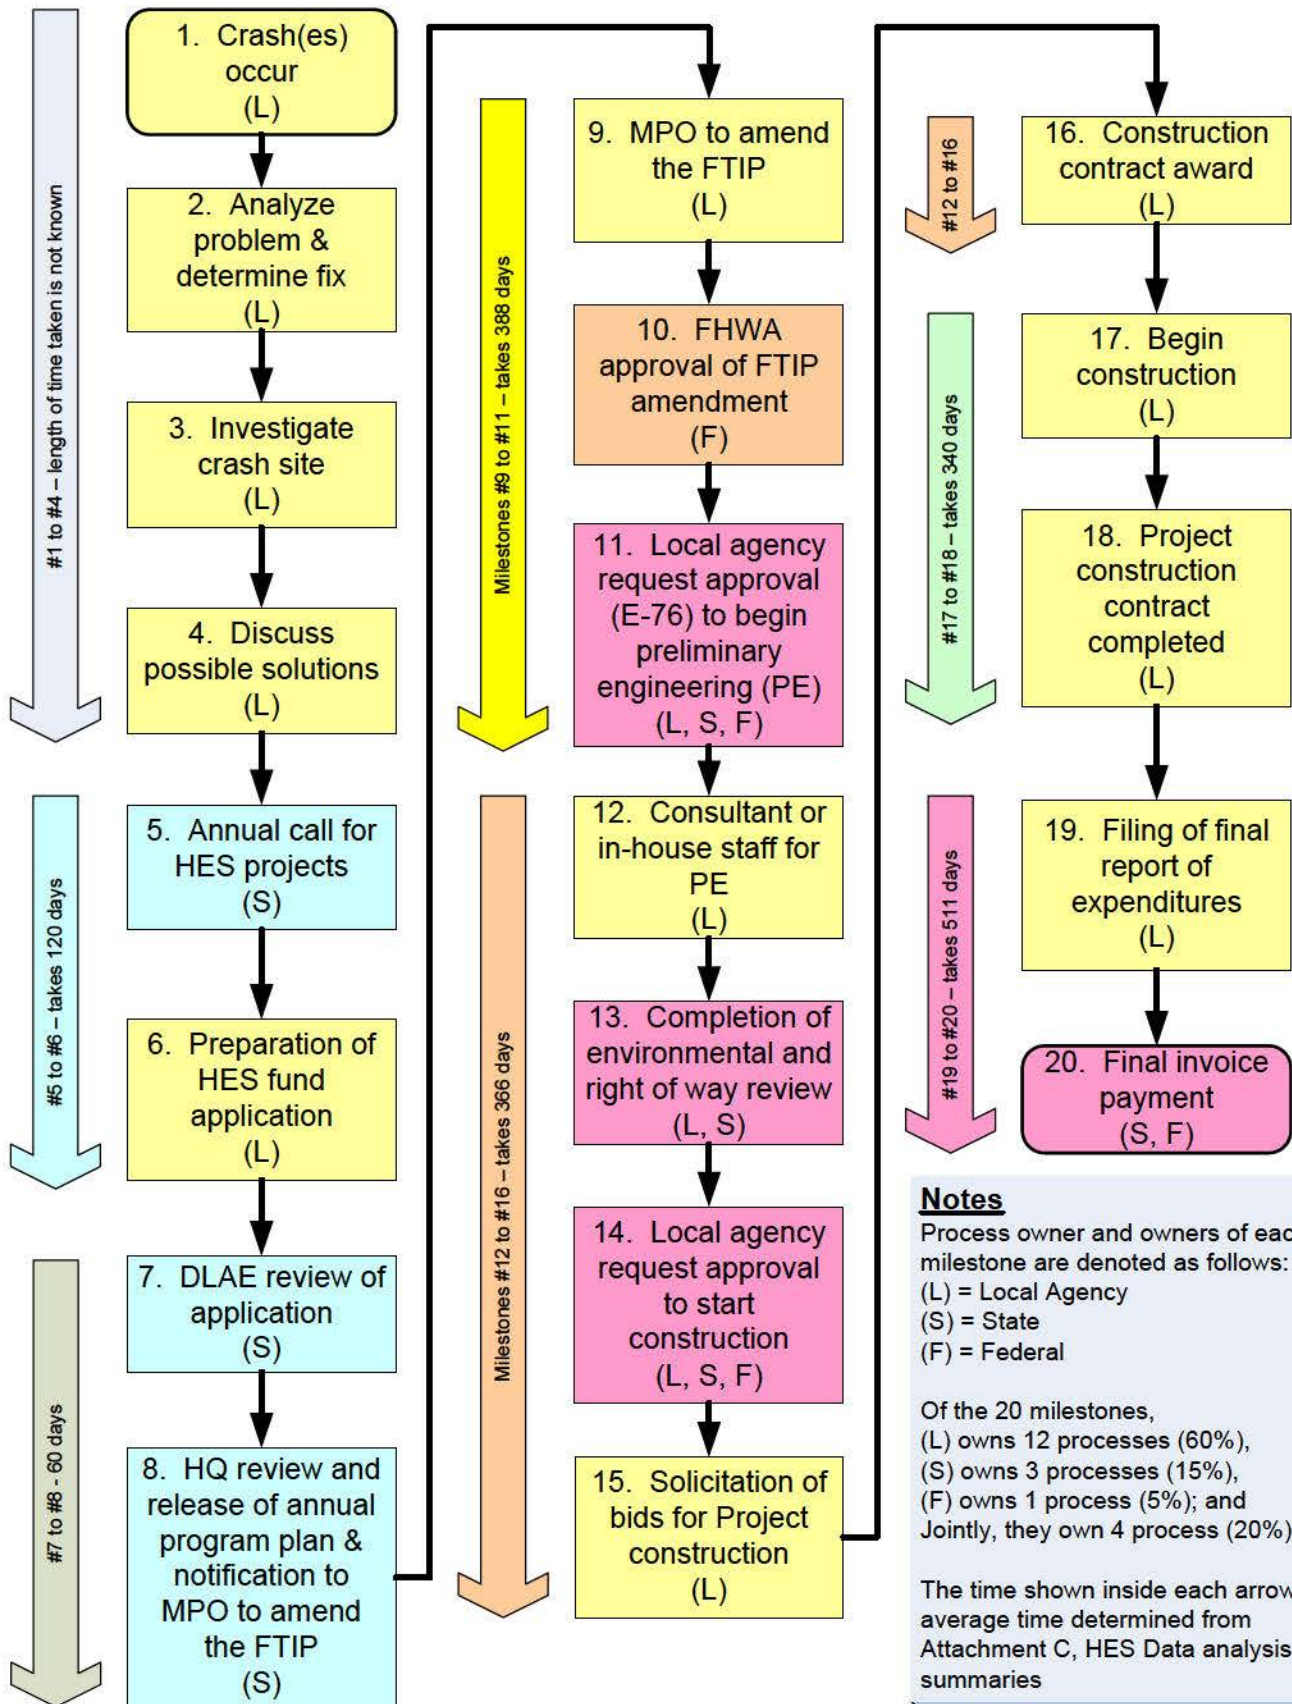 #1 to #4 – length of time taken is not known
1. Crash(es)
occur
(L)
2. Analyze
problem &
determine fix
(L)
3. Investigate
crash site
(L)
4. Discuss
possible solutions
(L)
#5 to #6 – takes 120 days
5. Annual call for
HES projects
(S)
6. Preparation of
HES fund
application
(L)
#7 to #8 - 60 days
7. DLAE review of
application
(S)
8. HQ review and
release of annual
program plan &
notification to
MPO to amend
the FTIP
(S)
Milestones #9 to #11 – takes 388 days
9. MPO to amend
the FTIP
(L)
10. FHWA
approval of FTIP
amendment
(F)
11. Local agency
request approval
(E-76) to begin
preliminary
engineering (PE)
(L, S, F)
Milestones #12 to #16 – takes 366 days
12. Consultant or
in-house staff for
PE
(L)
13. Completion of
environmental and
right of way review
(L, S)
14. Local agency
request approval
to start
construction
(L, S, F)
15. Solicitation of
bids for Project
construction
(L)
#12 to #16
16. Construction
contract award
(L)
#17 to #18 – takes 340 days
17. Begin
construction
(L)
18. Project
construction
contract
completed
(L)
#19 to #20 – takes 511 days
19. Filing of final
report of
expenditures
(L)
20. Final invoice
payment
(S, F)
Notes
Process owner and owners of eac
milestone are denoted as follows:
(L) = Local Agency
(S) = State
(F) = Federal
Of the 20 milestones,
(L) owns 12 processes (60%),
(S) owns 3 processes (15%),
(F) owns 1 process (5%); and
Jointly, they own 4 process (20%)
The time shown inside each arrow
average time determined from
Attachment C, HES Data analysis
summaries